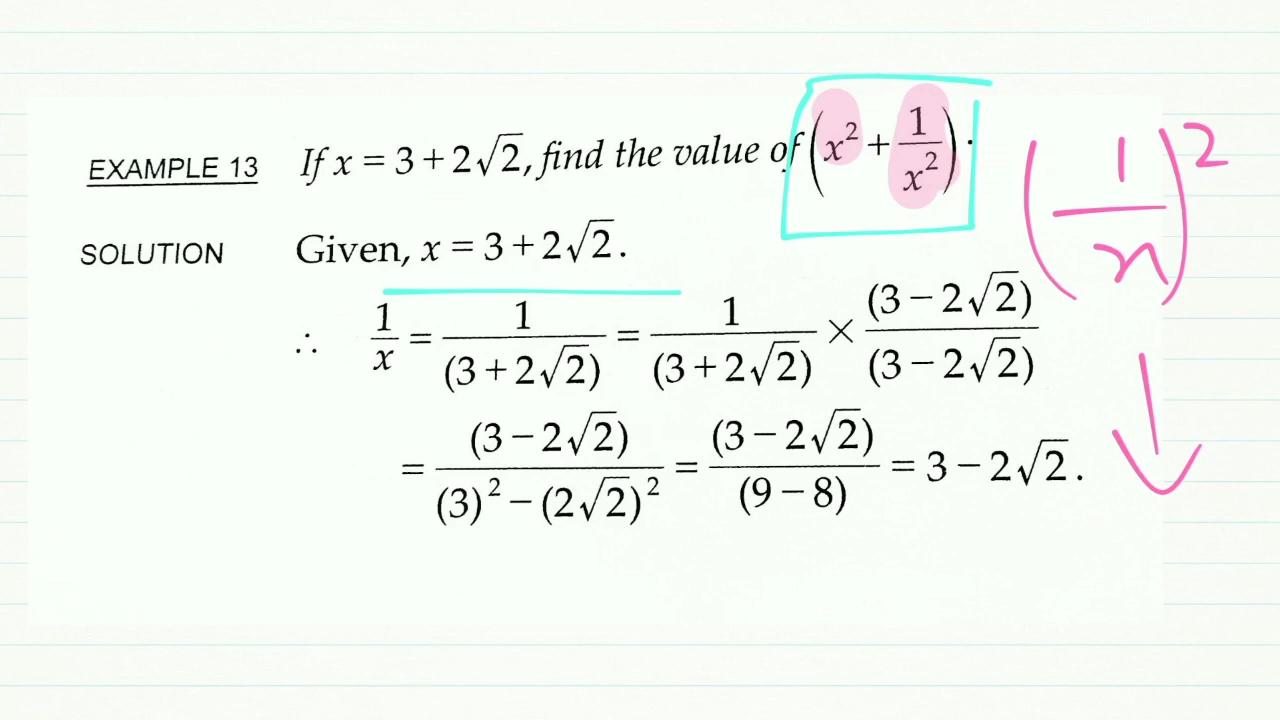 EXAMPLE 13 If x = 3 + 2√2, find the value of (x² + 1/x²).
(1/x)²
SOLUTION Given, x = 3 + 2√2.
∴ 1/x = 1/(3 + 2√2) = 1/(3 + 2√2) × (3 − 2√2)/(3 − 2√2)
= (3 − 2√2)/((3)² − (2√2)²) = (3 − 2√2)/(9 − 8) = 3 − 2√2.